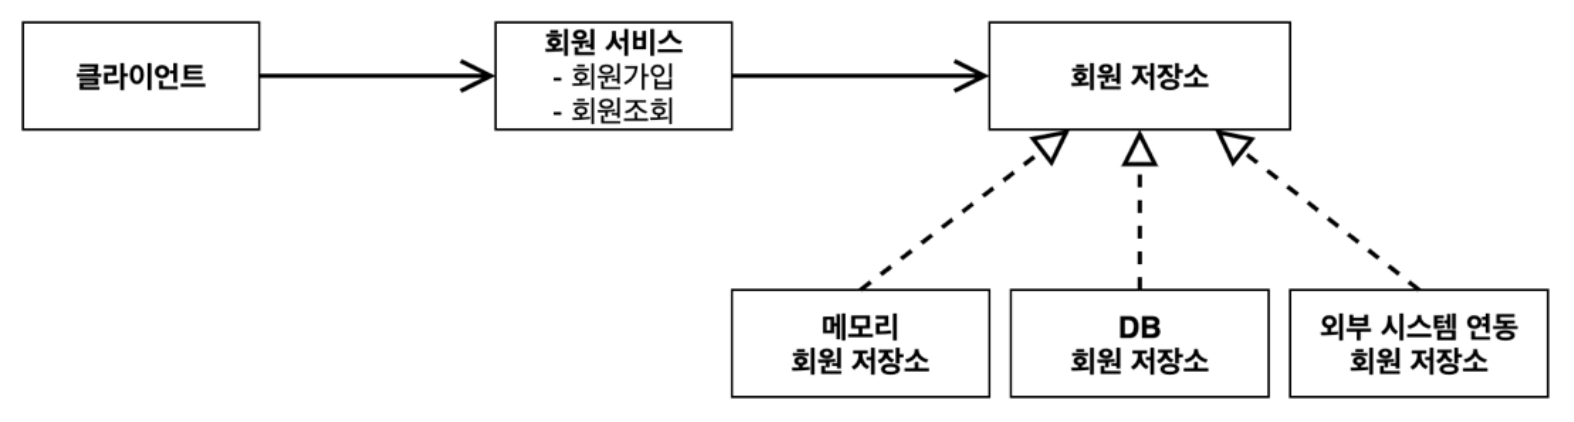 클라이언트
회원 서비스
- 회원가입
- 회원조회
회원 저장소
메모리
회원 저장소
DB
회원 저장소
외부 시스템 연동
회원 저장소